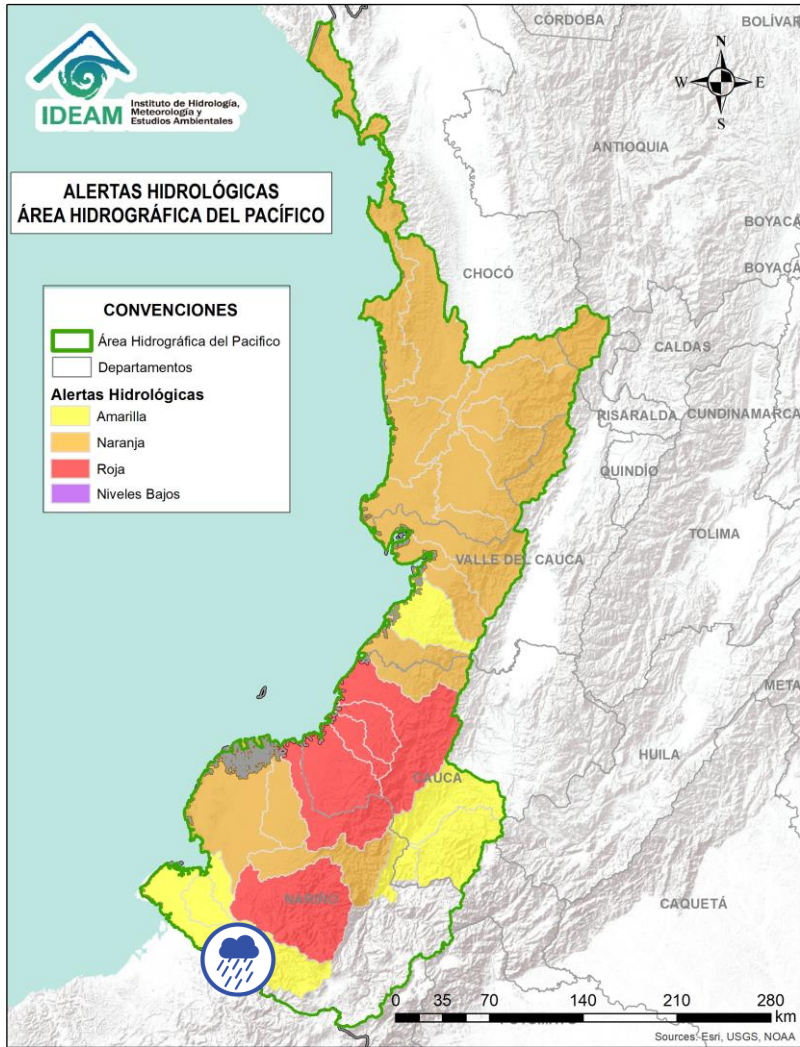 IDEAM
Instituto de Hidrología,
Meteorología y
Estudios Ambientales
ALERTAS HIDROLÓGICAS
ÁREA HIDROGRÁFICA DEL PACÍFICO
CONVENCIONES
Área Hidrográfica del Pacifico
Departamentos
Alertas Hidrológicas
Amarilla
Naranja
Roja
Niveles Bajos
CÓRDOBA
BOLÍVAR
N
W
E
S
ANTIOQUIA
BOYACÁ
CHOCÓ
BOYACÁ
CALDAS
RISARALDA
CUNDINAMARCA
QUINDÍO
TOLIMA
VALLE DEL CAUCA
META
HUILA
CAUCA
NARIÑO
CAQUETÁ
0 35 70 140 210 280
km
Sources: Esri, USGS, NOAA